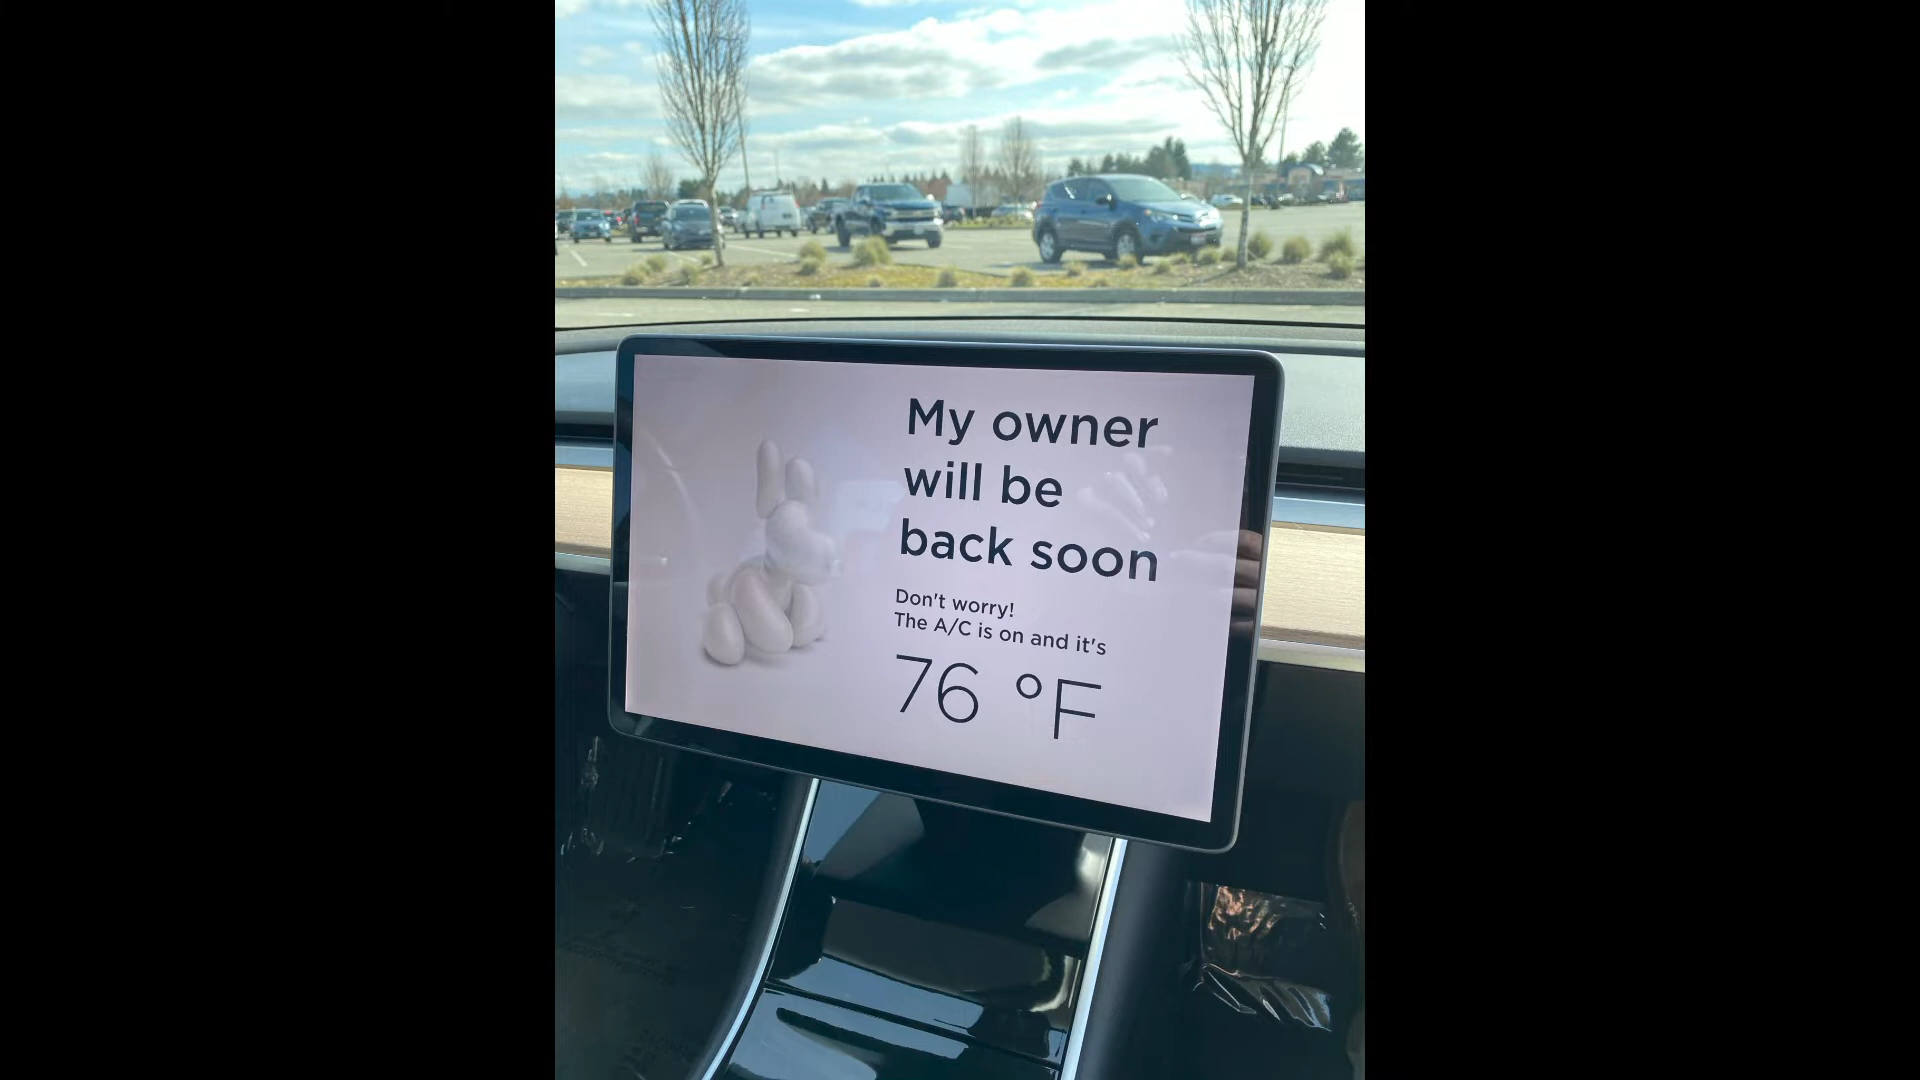 My owner
will be
back soon
Don't worry!
The A/C is on and it's
76 °F